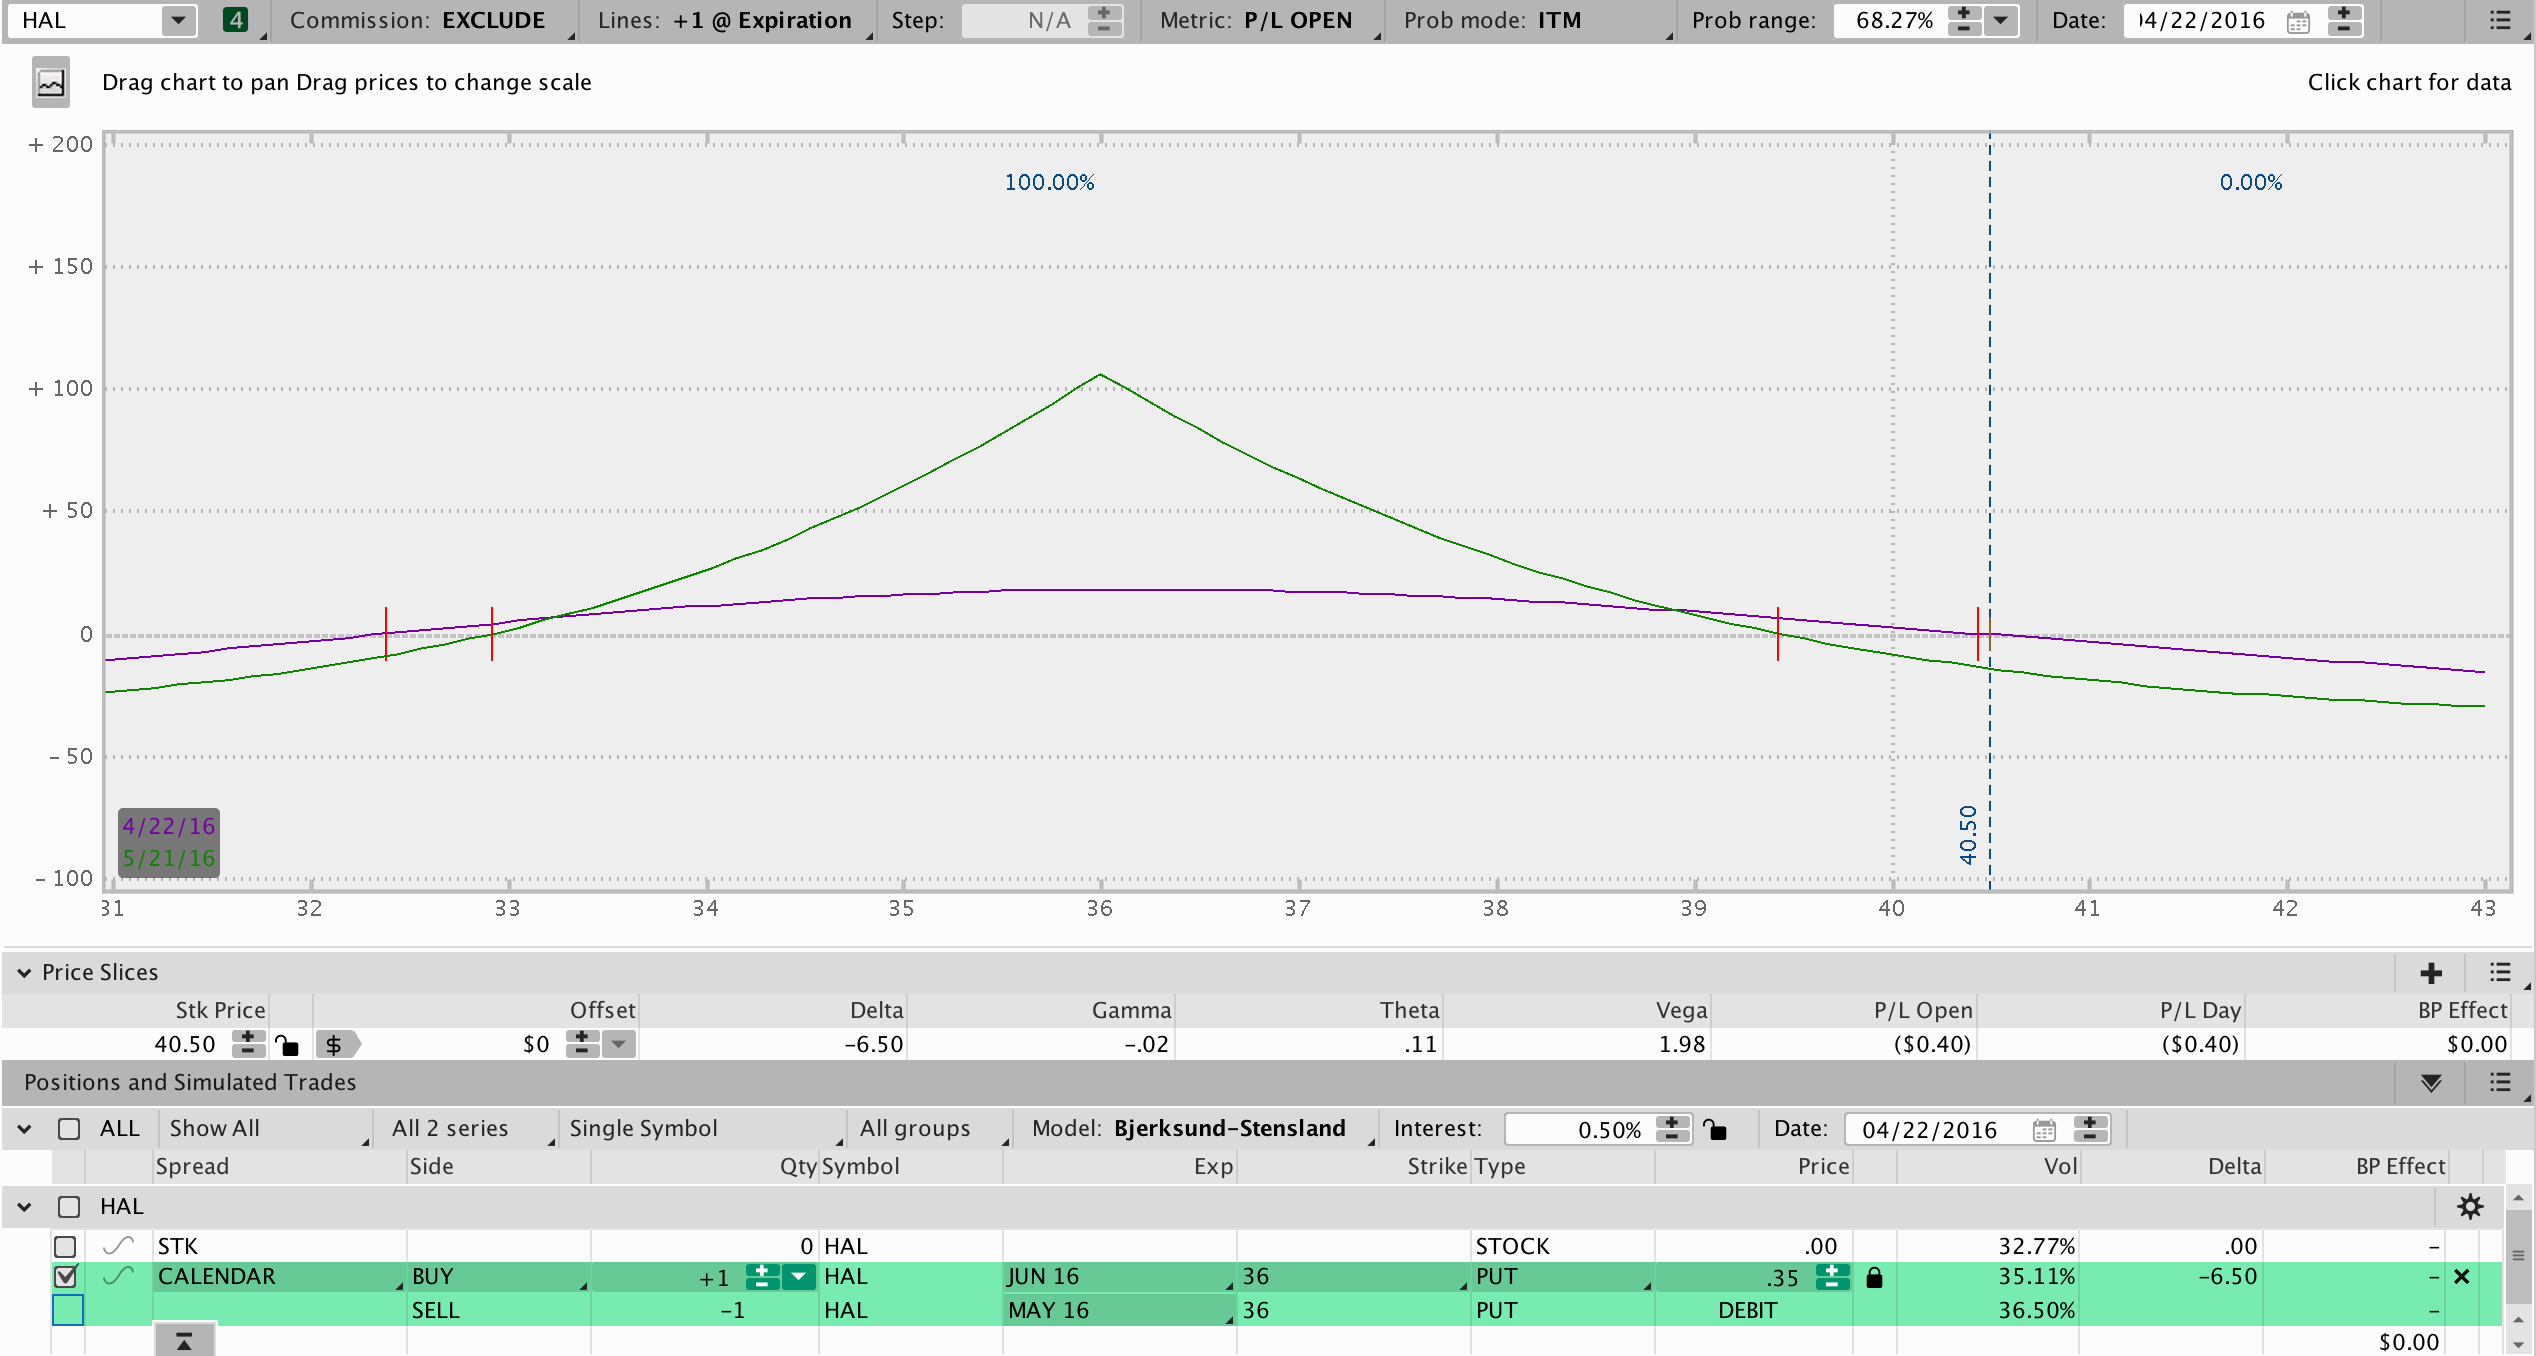 HAL 4 Commission: EXCLUDE Lines: +1 @ Expiration Step: N/A Metric: P/L OPEN Prob mode: ITM Prob range: 68.27% Date: 04/22/2016
Drag chart to pan Drag prices to change scale Click chart for data
+ 200
100.00% 0.00%
+ 150
+ 100
+ 50
0
- 50
4/22/16
40.50
5/21/16
- 100
31 32 33 34 35 36 37 38 39 40 41 42 43
Price Slices
Stk Price Offset Delta Gamma Theta Vega P/L Open P/L Day BP Effect
40.50 $ $0 -6.50 -.02 .11 1.98 ($0.40) ($0.40) $0.00
Positions and Simulated Trades
ALL Show All All 2 series Single Symbol All groups Model: Bjerksund-Stensland Interest: 0.50% Date: 04/22/2016
Spread Side Qty Symbol Exp Strike Type Price Vol Delta BP Effect
HAL
STK 0 HAL STOCK .00 32.77% .00 -
CALENDAR BUY +1 HAL JUN 16 36 PUT .35 35.11% -6.50 -
SELL -1 HAL MAY 16 36 PUT DEBIT 36.50% -
$0.00